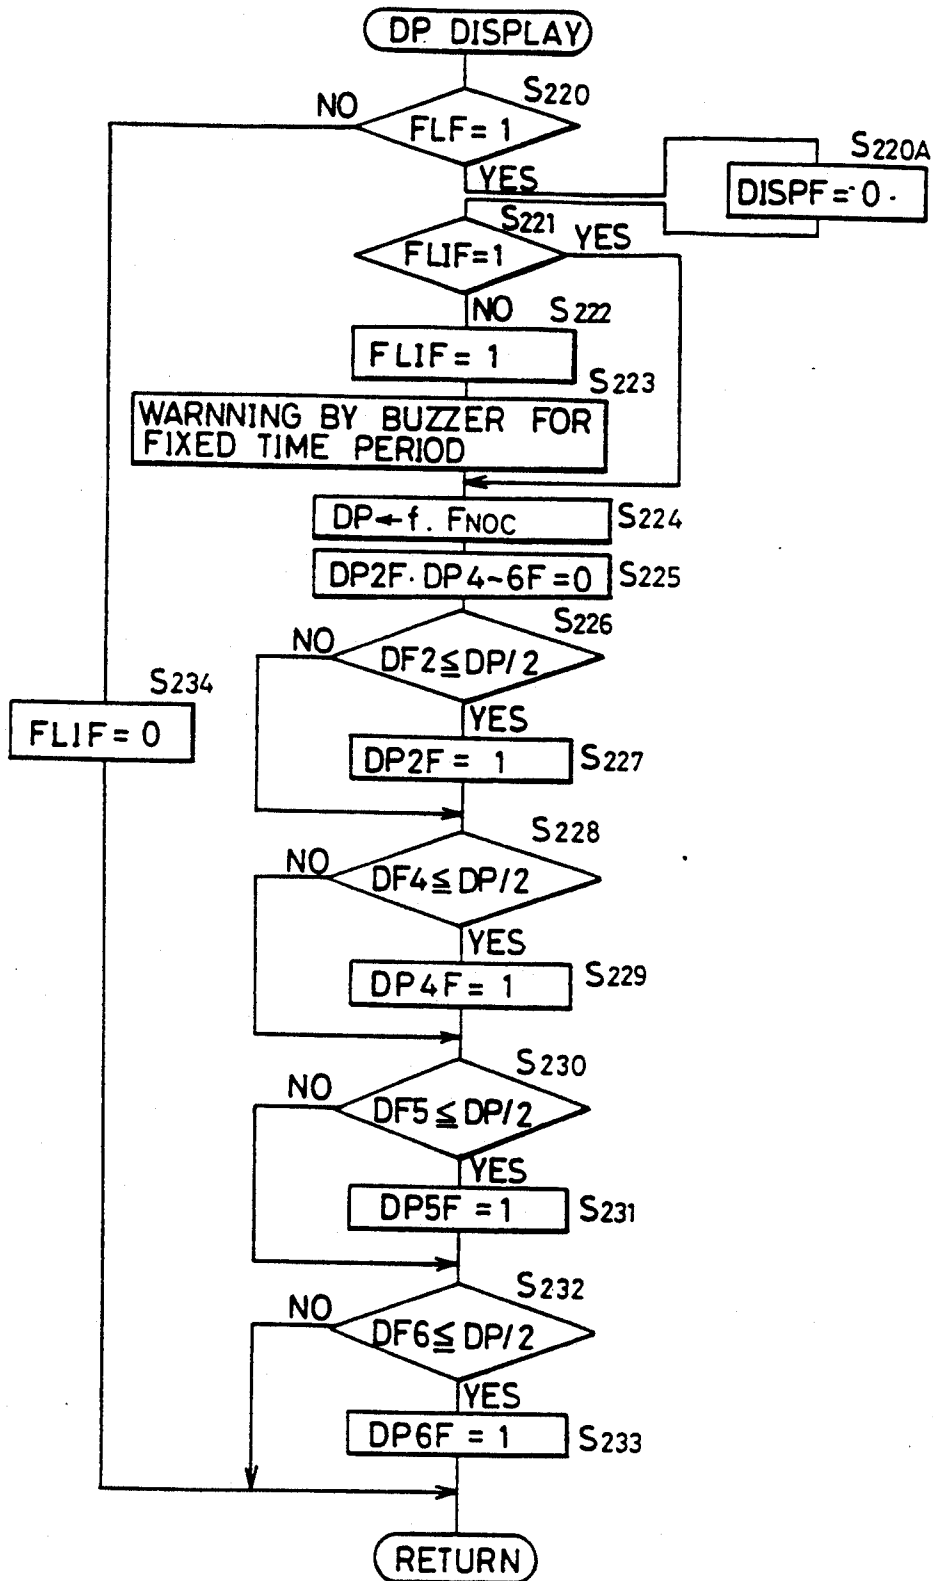 DP DISPLAY
S220
NO
FLF = 1
YES
S220A
DISPF = 0
S221
FLIF = 1
YES
NO
S222
FLIF = 1
S223
WARNNING BY BUZZER FOR
FIXED TIME PERIOD
DP ← f. FNOC
S224
DP2F. DP4~6F = 0
S225
S226
NO
DF2 ≦ DP/2
YES
S234
FLIF = 0
DP2F = 1
S227
S228
NO
DF4 ≦ DP/2
YES
DP4F = 1
S229
S230
NO
DF5 ≦ DP/2
YES
DP5F = 1
S231
S232
NO
DF6 ≦ DP/2
YES
DP6F = 1
S233
RETURN